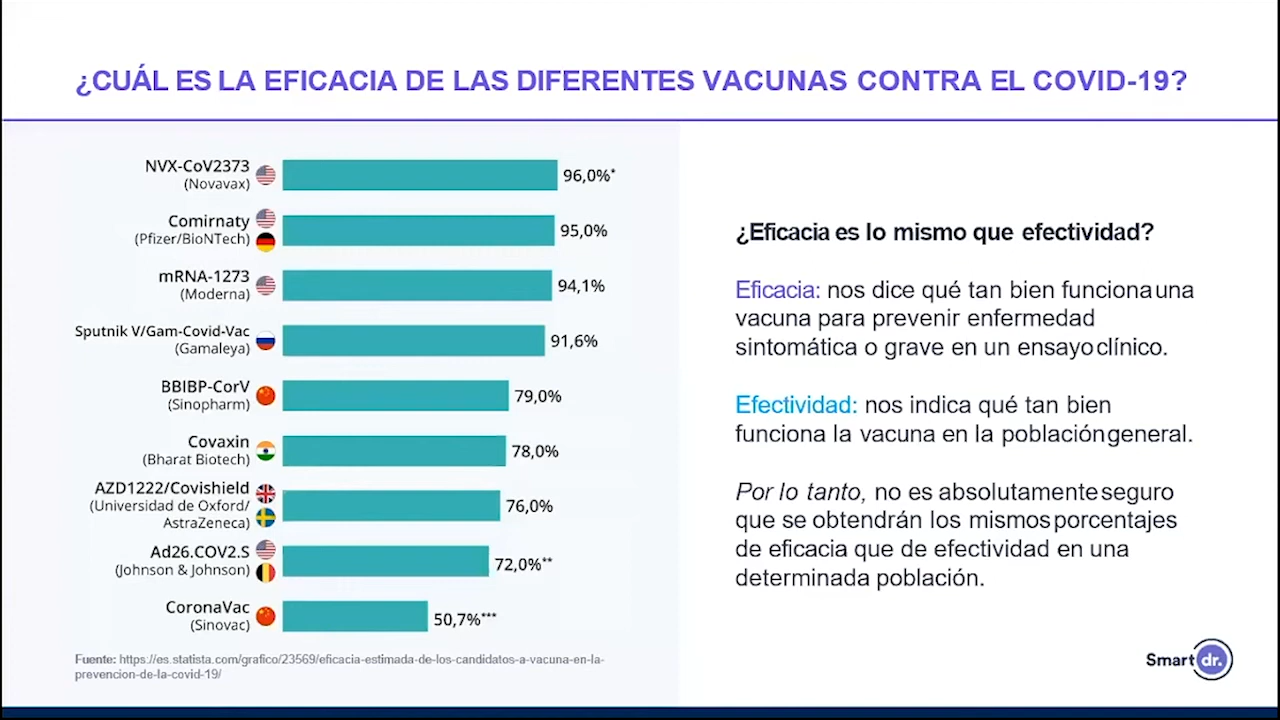 ¿CUÁL ES LA EFICACIA DE LAS DIFERENTES VACUNAS CONTRA EL COVID-19?
NVX-CoV2373
(Novavax)
96,0%*
Comirnaty
(Pfizer/BioNTech)
95,0%
mRNA-1273
(Moderna)
94,1%
Sputnik V/Gam-Covid-Vac
(Gamaleya)
91,6%
BBIBP-CorV
(Sinopharm)
79,0%
Covaxin
(Bharat Biotech)
78,0%
AZD1222/Covishield
(Universidad de Oxford/
AstraZeneca)
76,0%
Ad26.COV2.S
(Johnson & Johnson)
72,0%**
CoronaVac
(Sinovac)
50,7%***
Fuente: https://es.statista.com/grafico/23569/eficacia-estimada-de-los-candidatos-a-vacuna-en-la-
prevencion-de-la-covid-19/
¿Eficacia es lo mismo que efectividad?
Eficacia: nos dice qué tan bien funciona una
vacuna para prevenir enfermedad
sintomática o grave en un ensayo clínico.
Efectividad: nos indica qué tan bien
funciona la vacuna en la población general.
Por lo tanto, no es absolutamente seguro
que se obtendrán los mismos porcentajes
de eficacia que de efectividad en una
determinada población.
Smart dr.